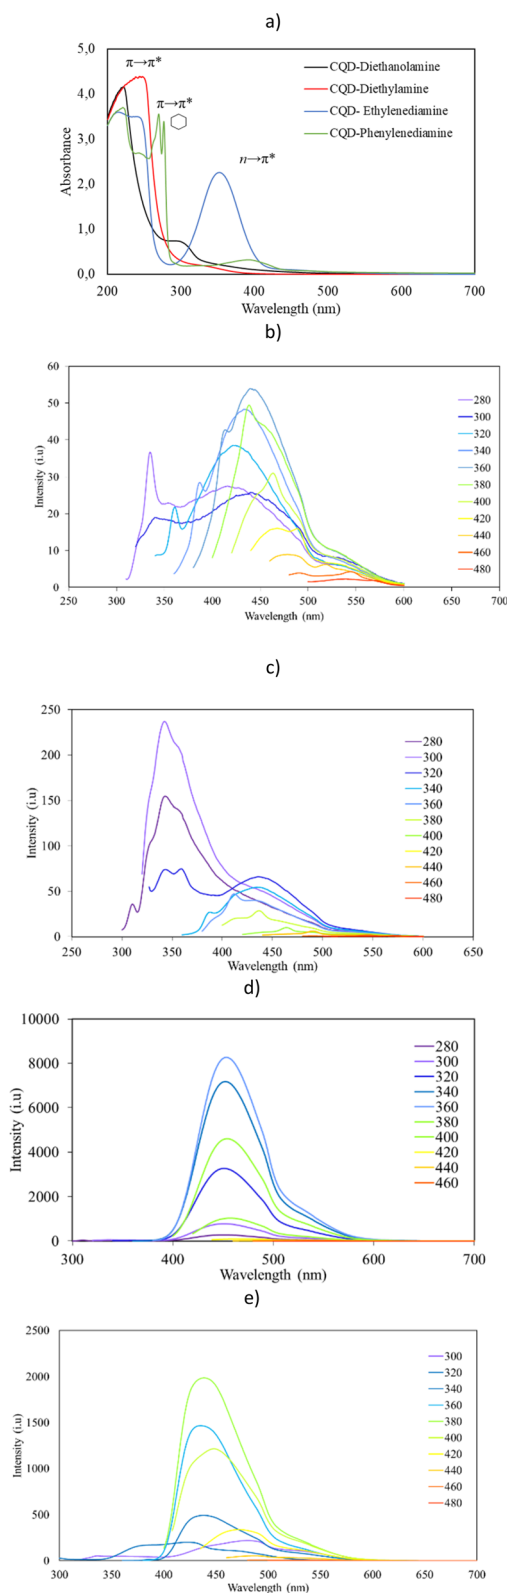 a)
5,0
4,0
3,0
2,0
1,0
0,0
Absorbance
π→π*
π→π*
n→π*
CQD-Diethanolamine
CQD-Diethylamine
CQD- Ethylenediamine
CQD-Phenylenediamine
200 300 400 500 600 700
Wavelength (nm)
b)
60
50
40
30
20
10
0
Intensity (i.u)
280
300
320
340
360
380
400
420
440
460
480
250 300 350 400 450 500 550 600 650 700
Wavelength (nm)
c)
250
200
150
100
50
0
Intensity (i.u)
280
300
320
340
360
380
400
420
440
460
480
250 300 350 400 450 500 550 600 650
Wavelength (nm)
d)
10000
8000
6000
4000
2000
0
Intensity (i.u)
280
300
320
340
360
380
400
420
440
460
300 400 500 600 700
Wavelength (nm)
e)
2500
2000
1500
1000
500
0
Intensity (i.u)
300
320
340
360
380
400
420
440
460
480
300 350 400 450 500 550 600 650 700
Wavelength (nm)